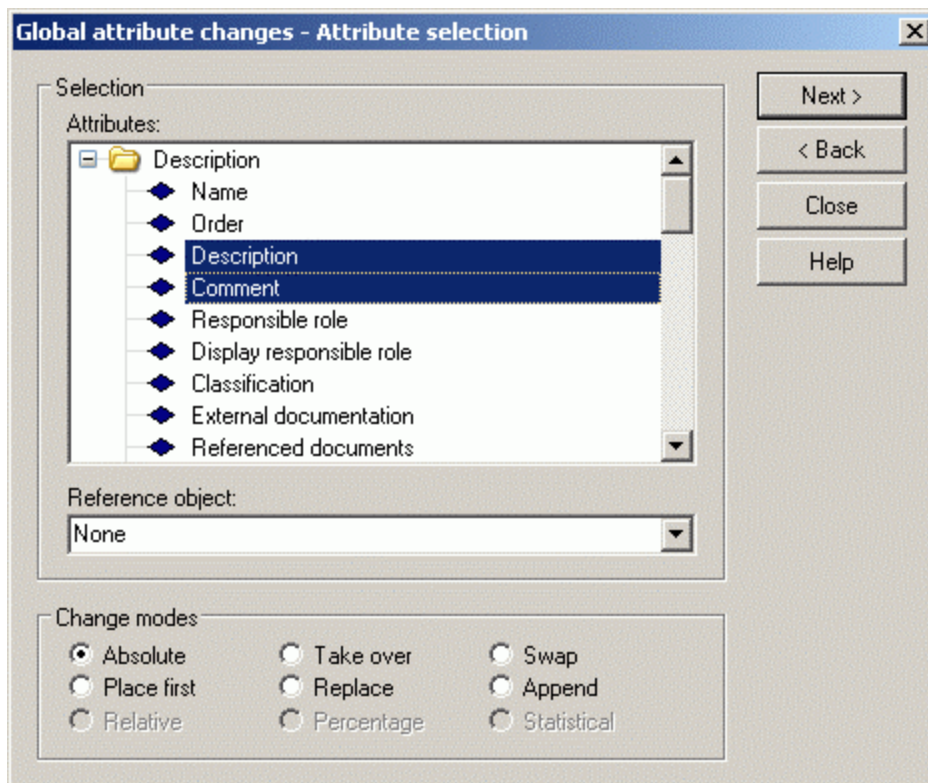 Global attribute changes - Attribute selection
Selection
Attributes:
Description
Name
Order
Description
Comment
Responsible role
Display responsible role
Classification
External documentation
Referenced documents
Reference object:
None
Next >
< Back
Close
Help
Change modes
Absolute Take over Swap
Place first Replace Append
Relative Percentage Statistical